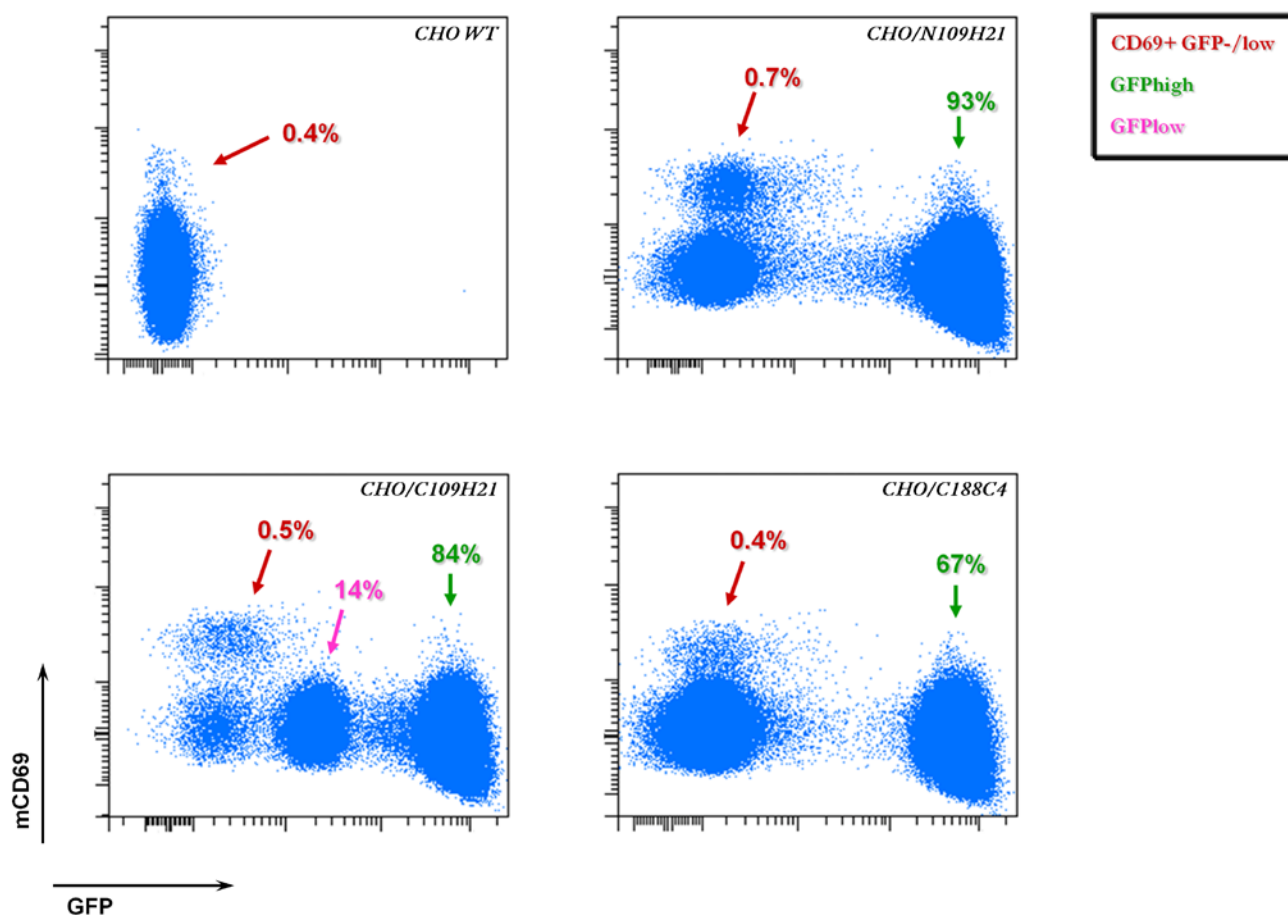 CHO WT
0.4%
CHO/N109H21
0.7%
93%
CD69+ GFP-/low
GFPhigh
GFPlow
CHO/C109H21
0.5%
14%
84%
CHO/C188C4
0.4%
67%
mCD69
GFP